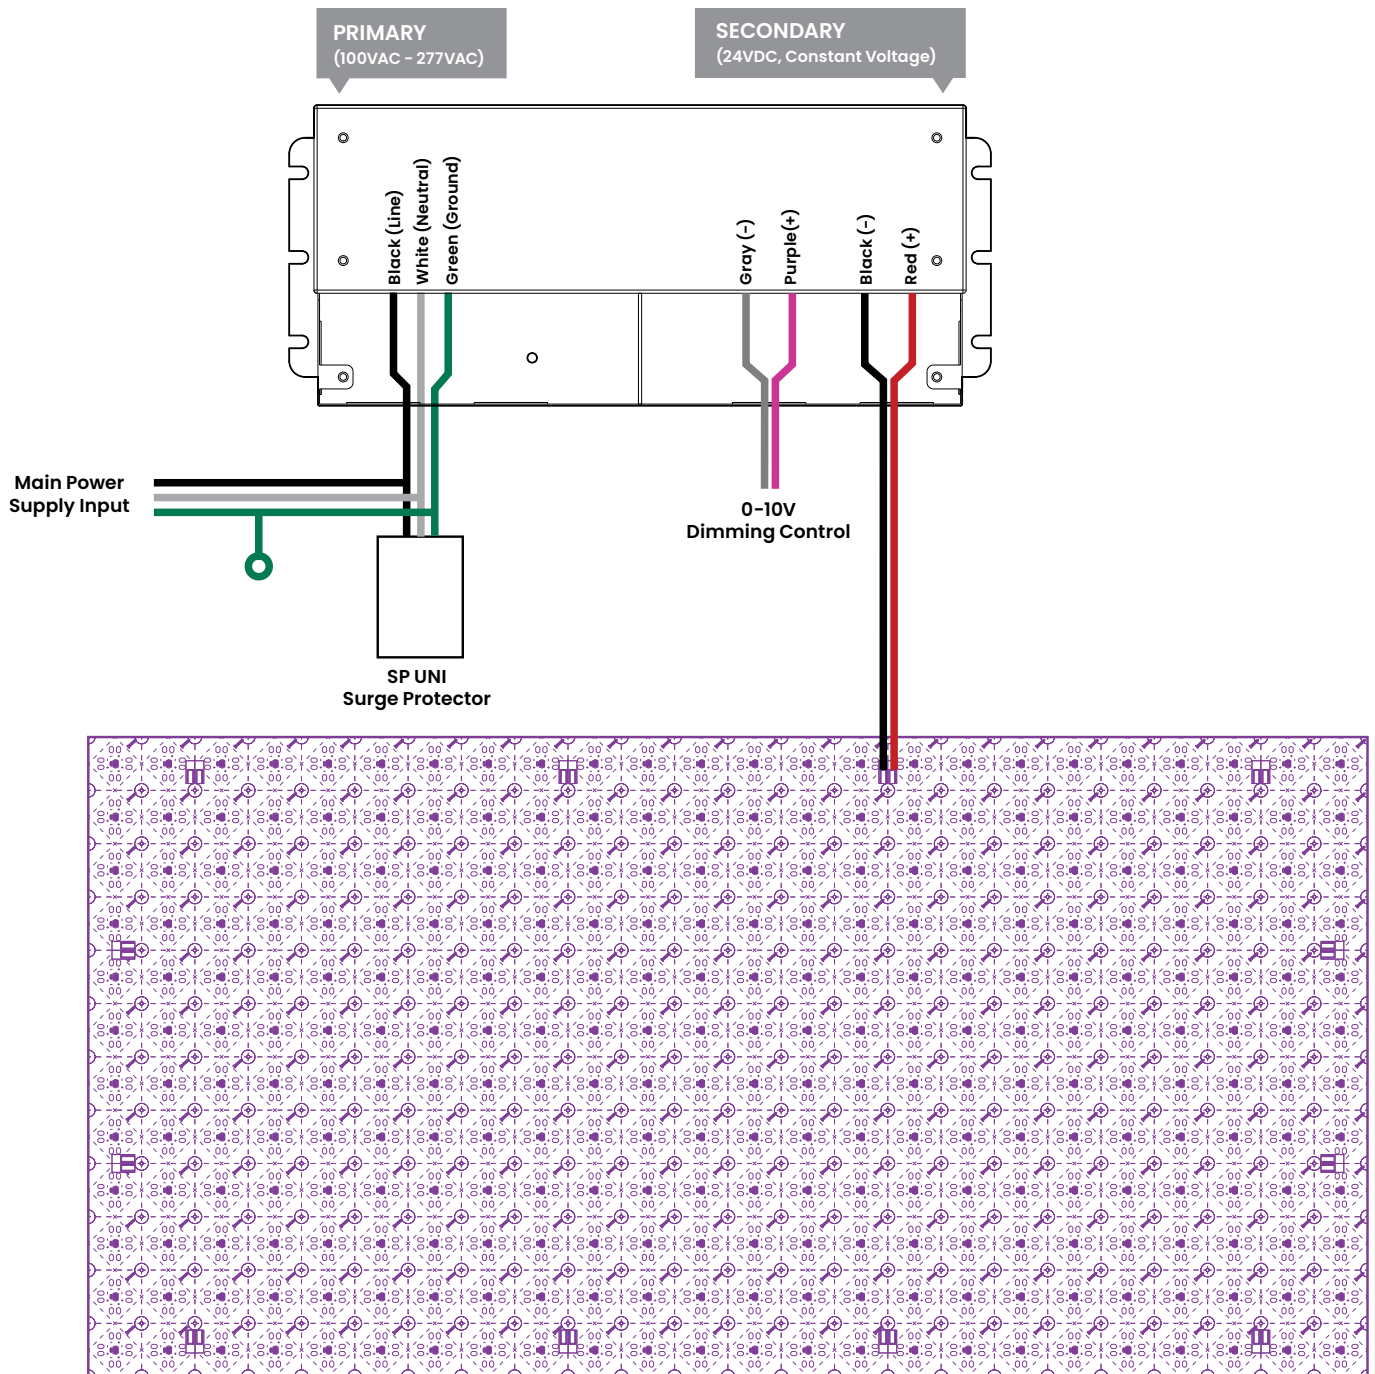 PRIMARY
(100VAC - 277VAC)
SECONDARY
(24VDC, Constant Voltage)
Black (Line)
White (Neutral)
Green (Ground)
Gray (-)
Purple(+)
Black (-)
Red (+)
Main Power
Supply Input
0-10V
Dimming Control
SP UNI
Surge Protector